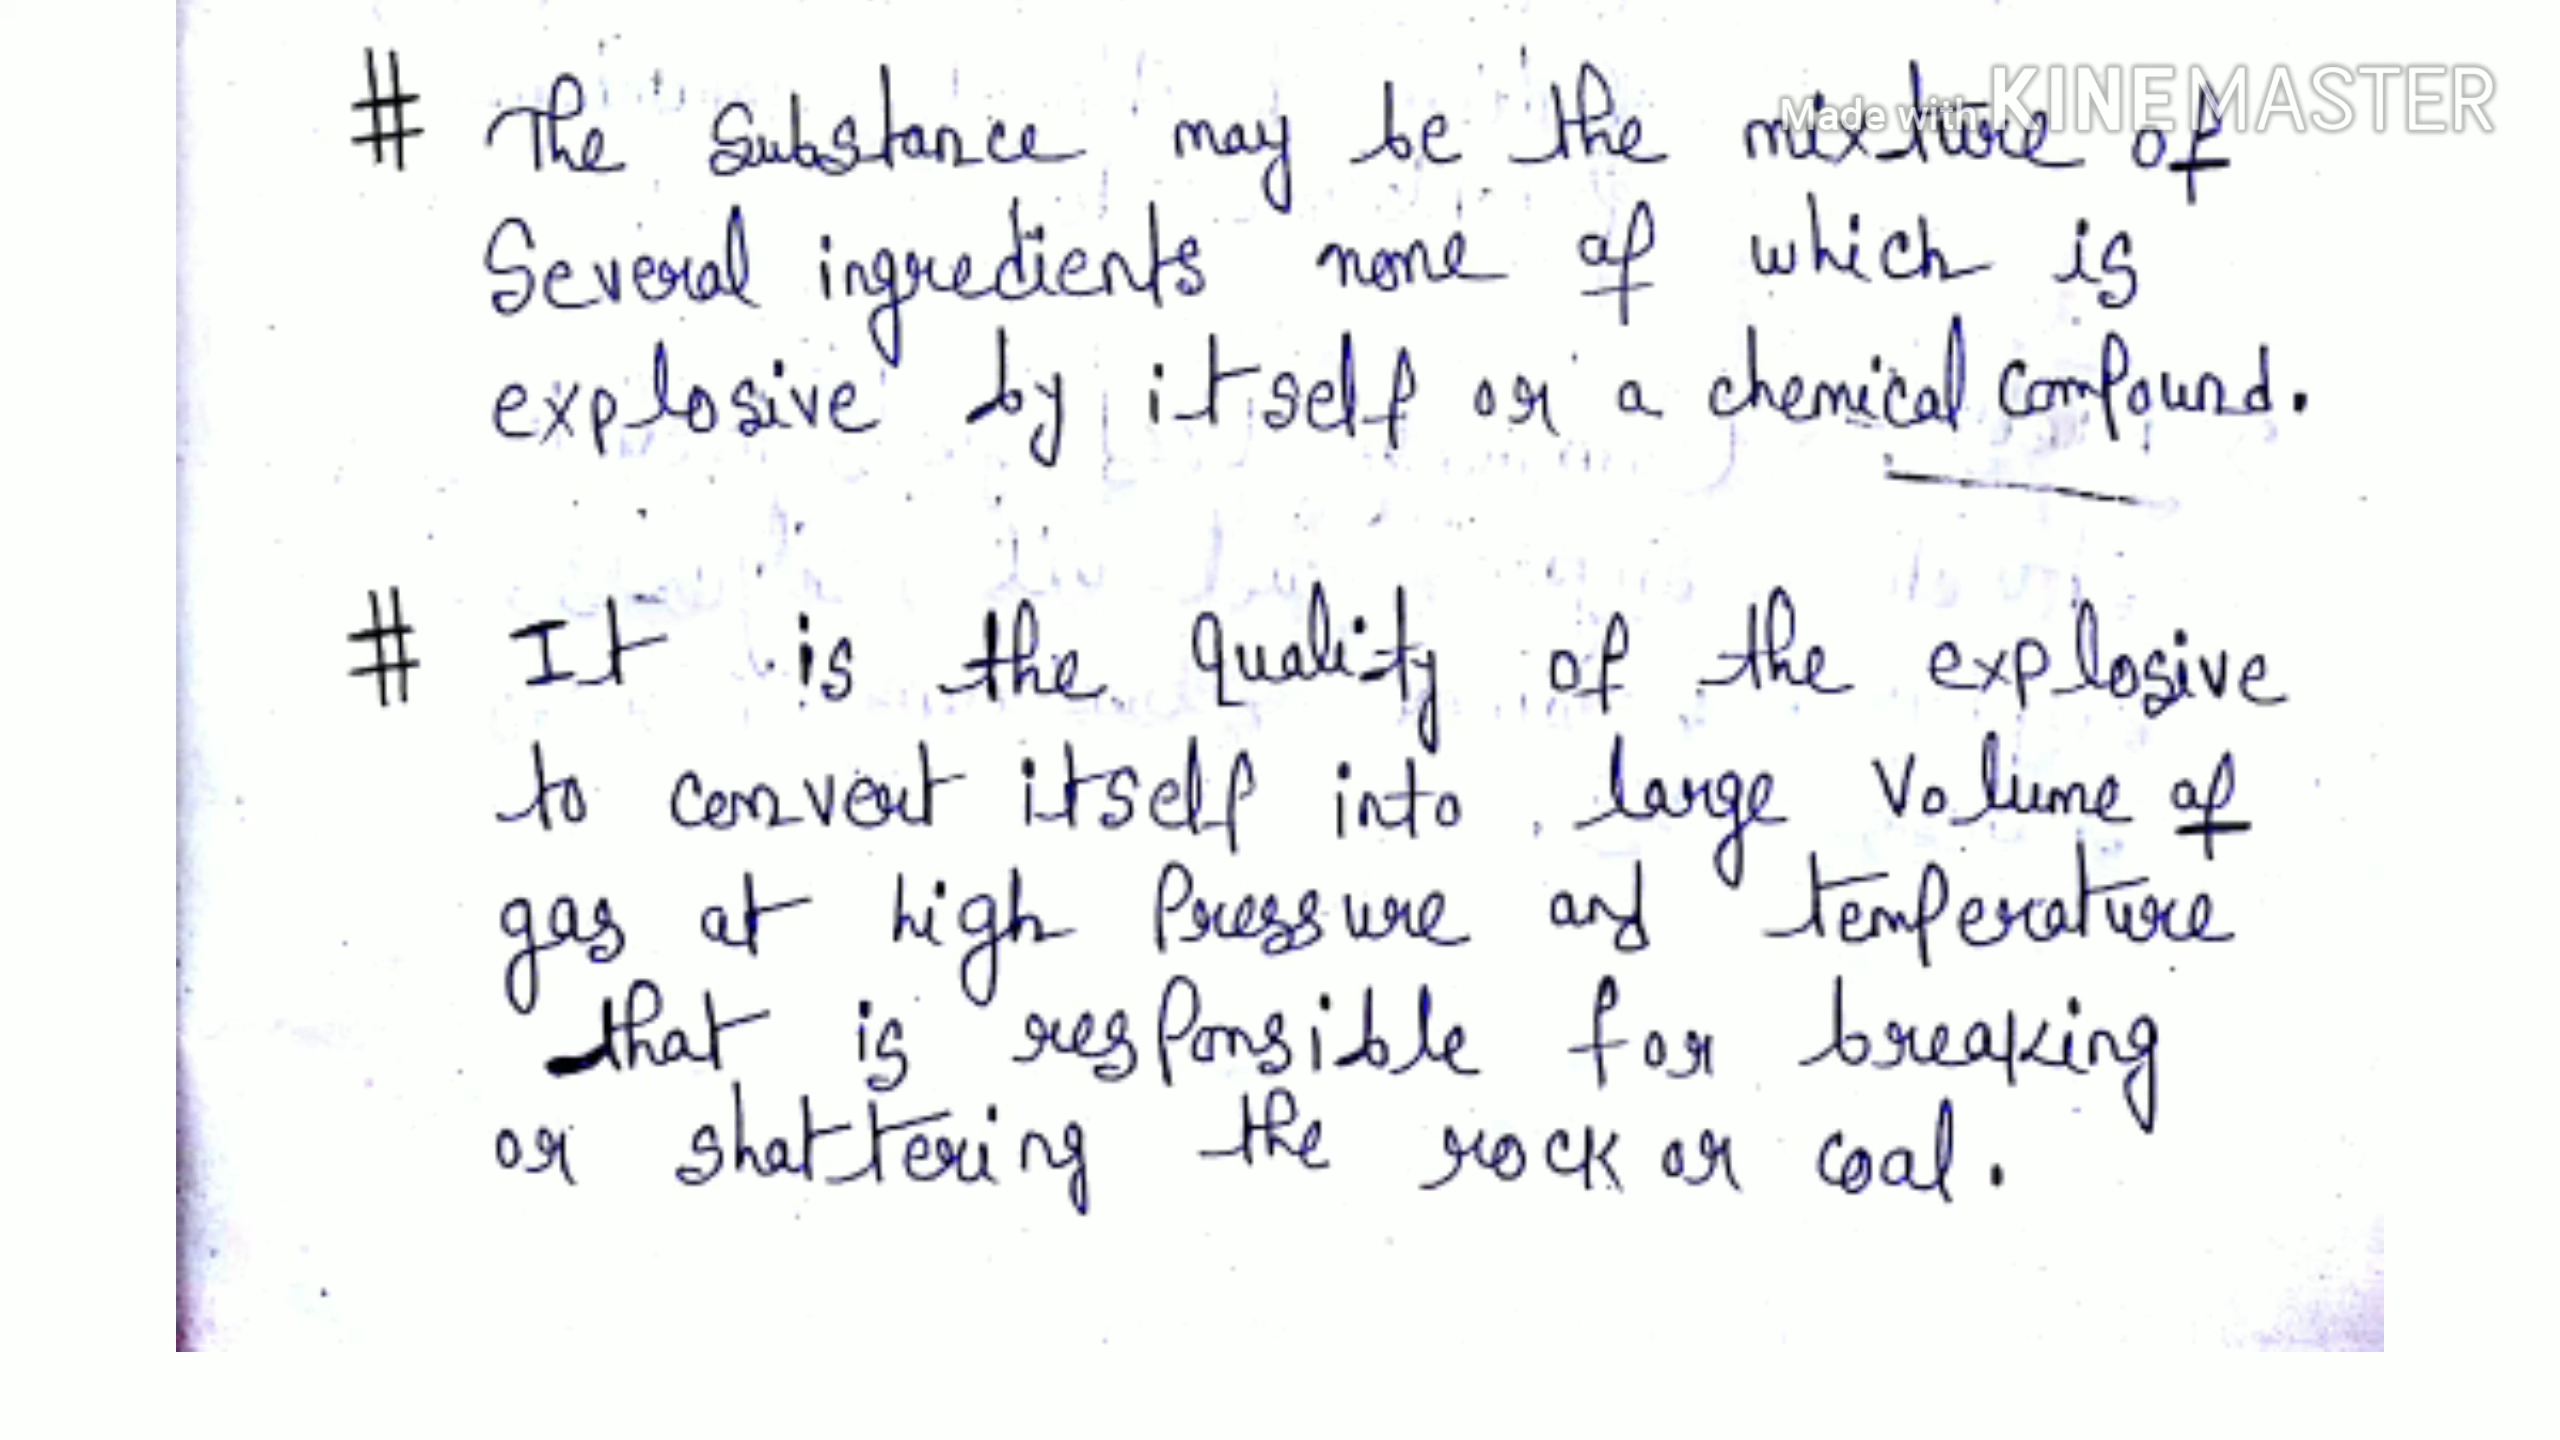 Made with KINEMASTER
# The Substance may be the mixture of
Several ingredients none of which is
explosive by itself or a chemical compound.
# It is the quality of the explosive
to convert itself into large Volume of
gas at high Pressure and temperature
that is responsible for breaking
or shattering the rock or coal.